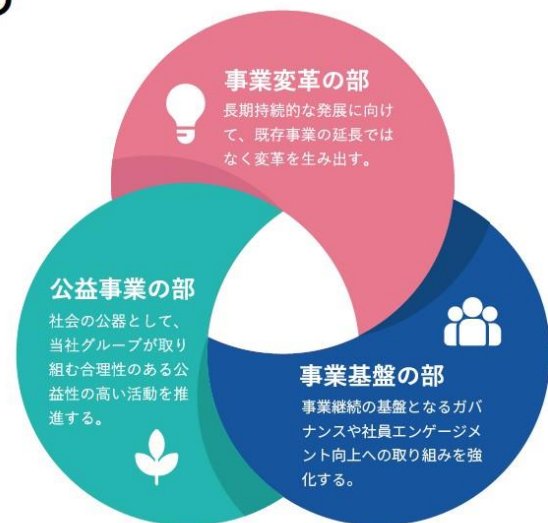 事業変革の部
長期持続的な発展に向け
て、既存事業の延長では
なく変革を生み出す。
公益事業の部
社会の公器として、
当社グループが取り
組む合理性のある公
益性の高い活動を推
進する。
事業基盤の部
事業継続の基盤となるガバ
ナンスや社員エンゲージメ
ント向上への取り組みを強
化する。